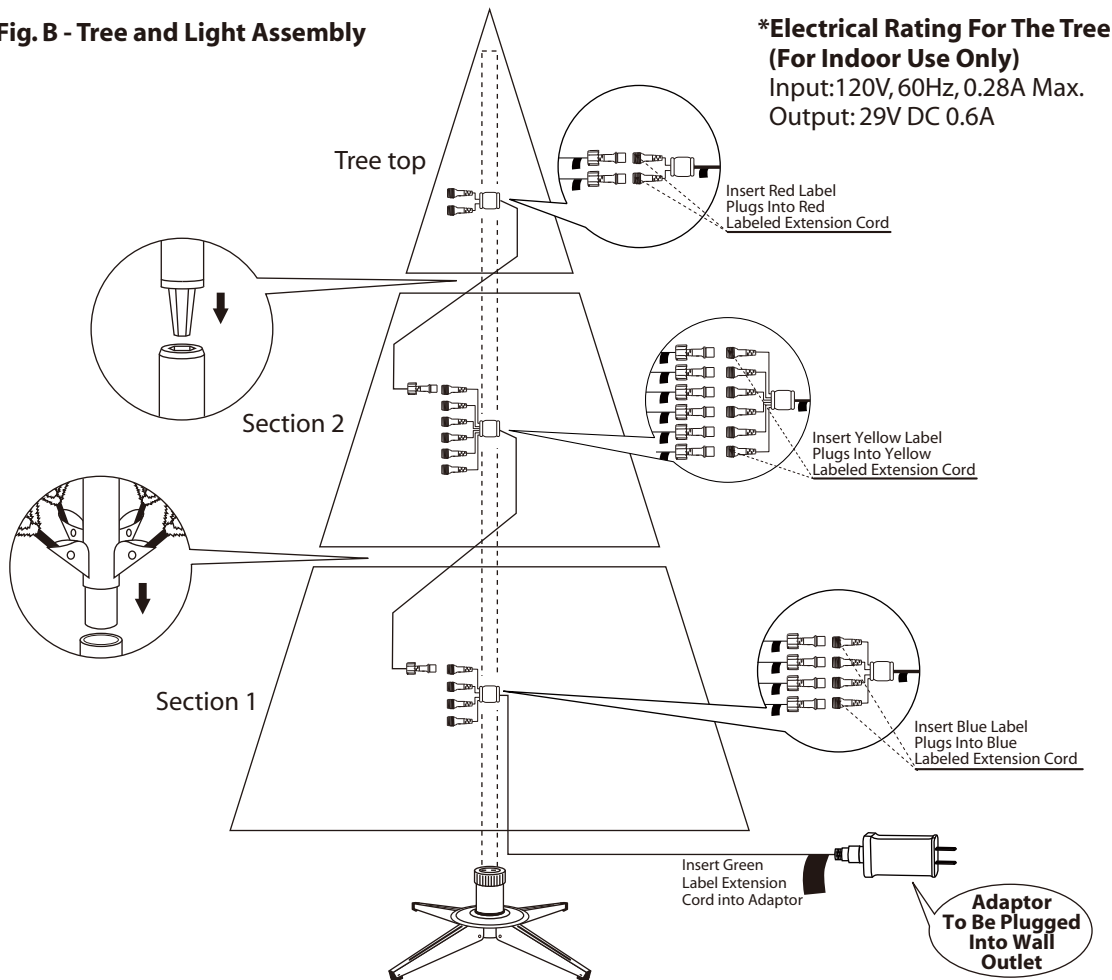 Fig. B - Tree and Light Assembly
*Electrical Rating For The Tree
(For Indoor Use Only)
Input:120V, 60Hz, 0.28A Max.
Output: 29V DC 0.6A
Tree top
Insert Red Label
Plugs Into Red
Labeled Extension Cord
Section 2
Insert Yellow Label
Plugs Into Yellow
Labeled Extension Cord
Section 1
Insert Blue Label
Plugs Into Blue
Labeled Extension Cord
Insert Green
Label Extension
Cord into Adaptor
Adaptor
To Be Plugged
Into Wall
Outlet